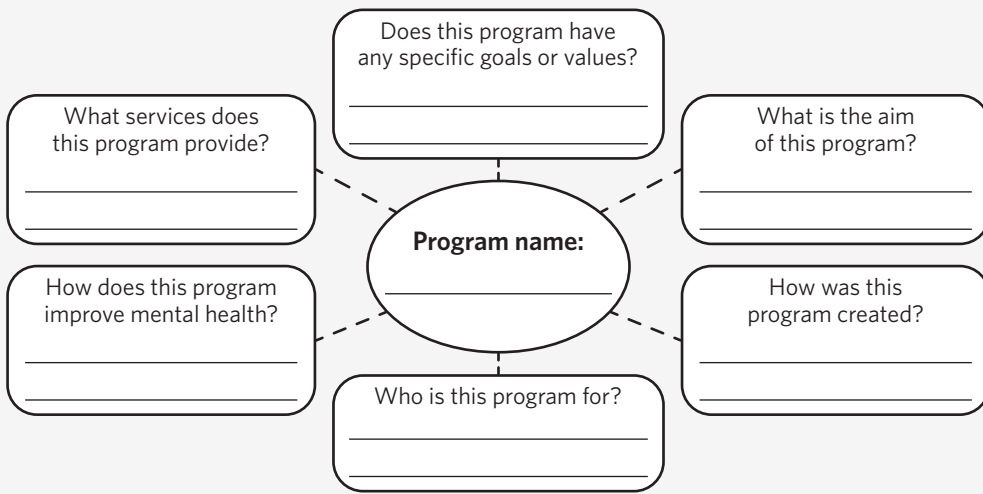 Does this program have
any specific goals or values?
What services does
this program provide?
What is the aim
of this program?
Program name:
How does this program
improve mental health?
How was this
program created?
Who is this program for?